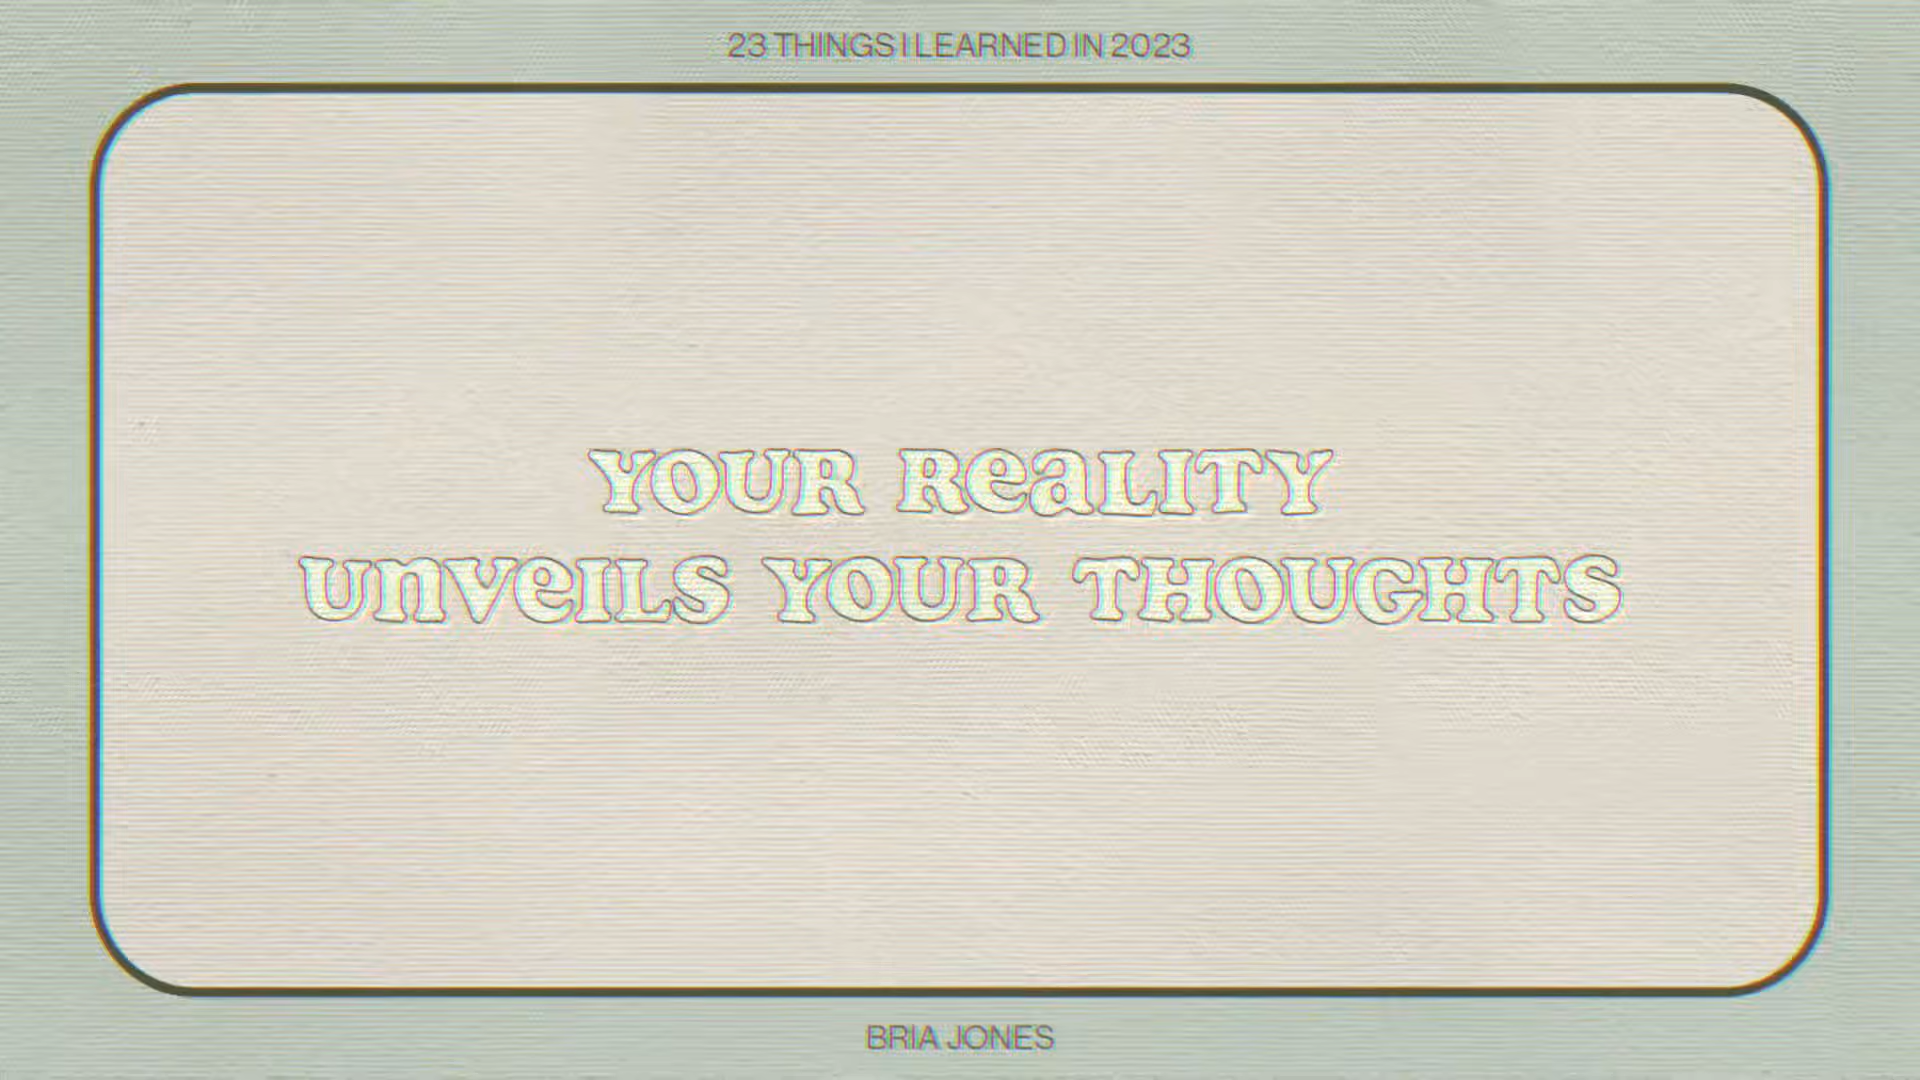 23 THINGS I LEARNED IN 2023
YOUR ReaLITY
UnVeILS YOUR THOUGHTS
BRIA JONES